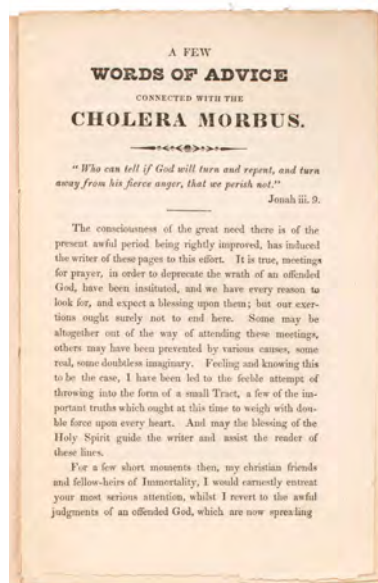 A FEW
WORDS OF ADVICE
CONNECTED WITH THE
CHOLERA MORBUS.
" Who can tell if God will turn and repent, and turn
away from his fierce anger, that we perish not."
Jonah iii. 9.
The consciousness of the great need there is of the
present awful period being rightly improved, has induced
the writer of these pages to this effort. It is true, meetings
for prayer, in order to deprecate the wrath of an offended
God, have been instituted, and we have every reason to
look for, and expect a blessing upon them; but our exer-
tions ought surely not to end here. Some may be
altogether out of the way of attending these meetings,
others may have been prevented by various causes, some
real, some doubtless imaginary. Feeling and knowing this
to be the case, I have been led to the feeble attempt of
throwing into the form of a small Tract, a few of the im-
portant truths which ought at this time to weigh with dou-
ble force upon every heart. And may the blessing of the
Holy Spirit guide the writer and assist the reader of
these lines.
For a few short moments then, my christian friends
and fellow-heirs of Immortality, I would earnestly entreat
your most serious attention, whilst I revert to the awful
judgments of an offended God, which are now spreading